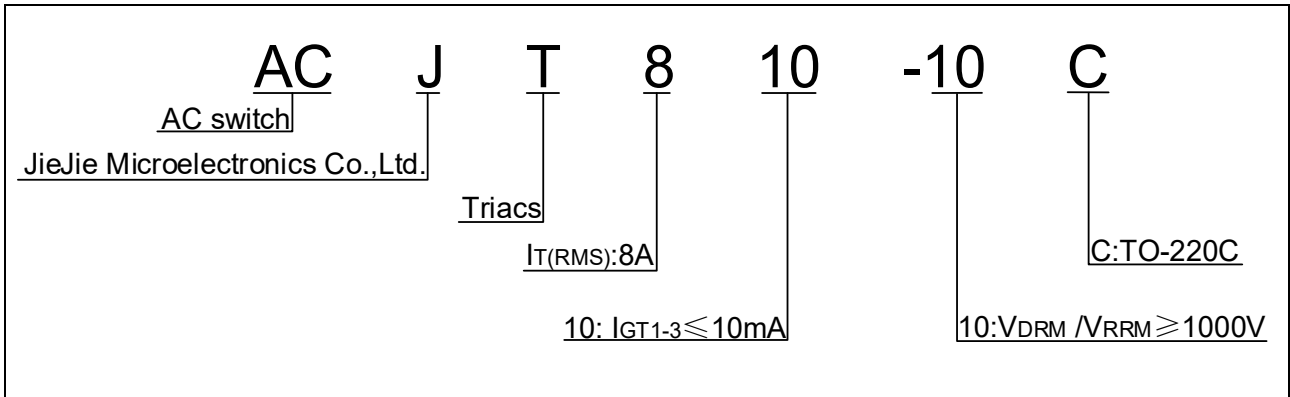 AC J T 8 10 -10 C
AC switch
JieJie Microelectronics Co.,Ltd.
Triacs
IT(RMS):8A
C:TO-220C
10: IGT1-3≤10mA
10:VDRM /VRRM≥1000V